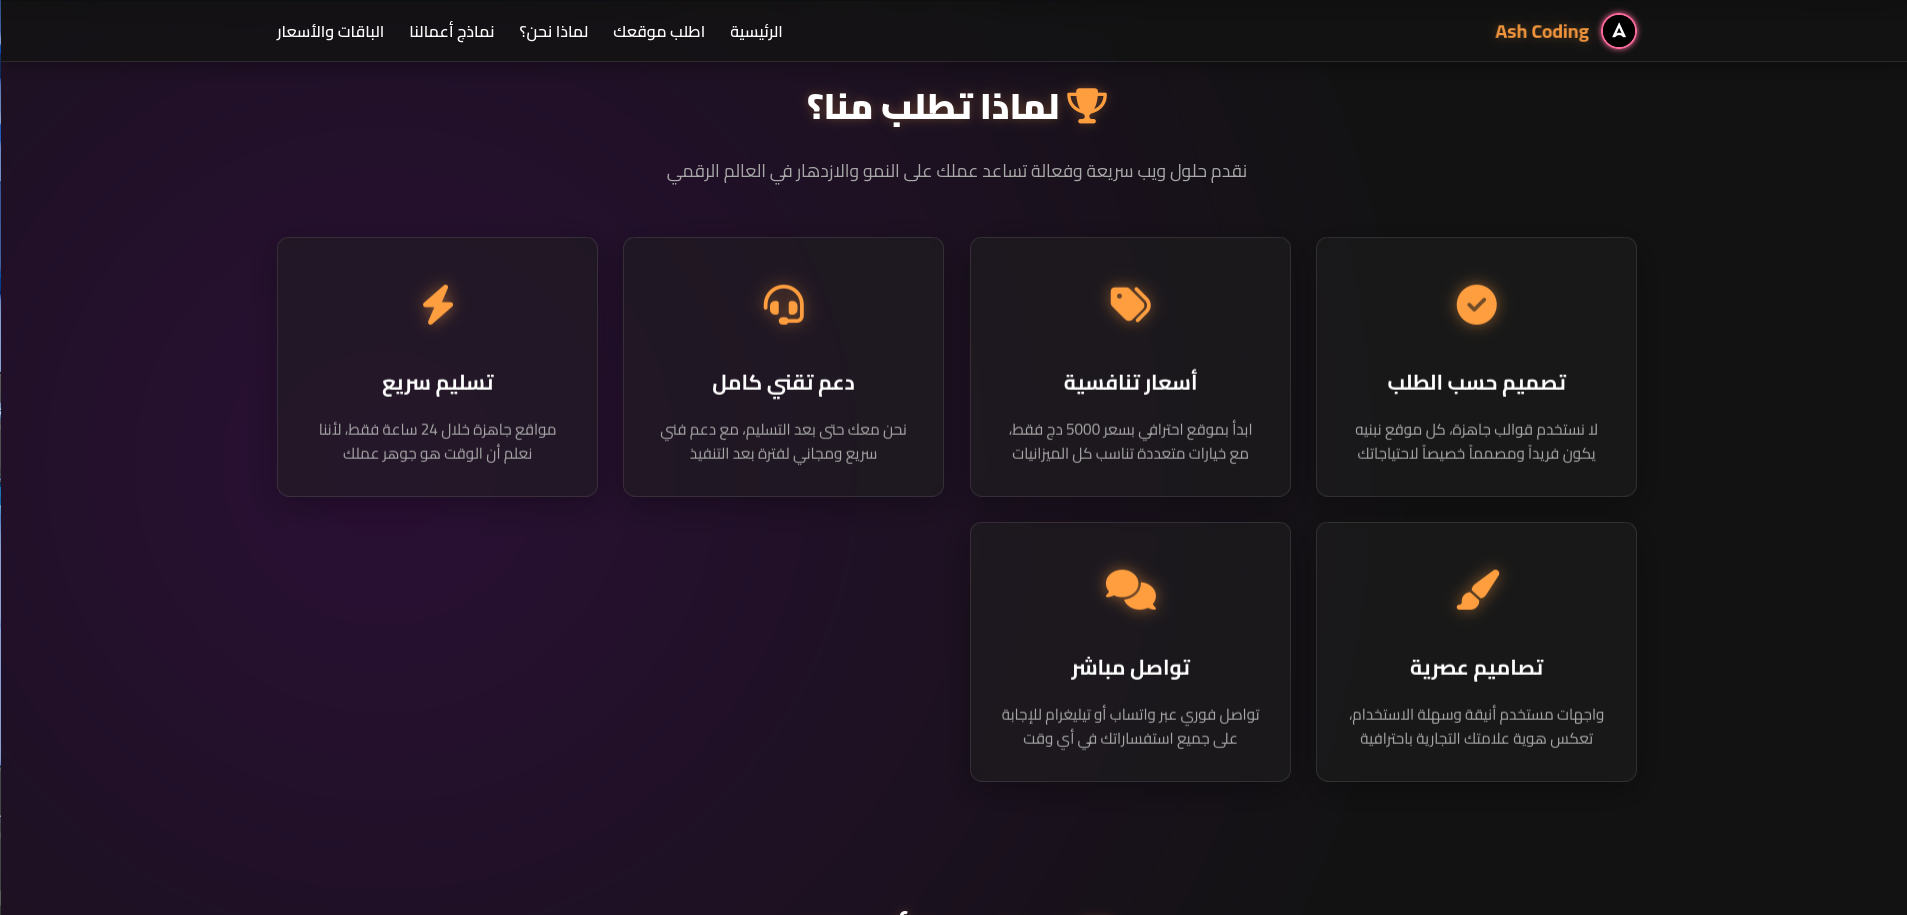 Ash Coding
الرئيسية
اطلب موقعك
لماذا نحن؟
نماذج أعمالنا
الباقات والأسعار
لماذا تطلب منا؟
نقدم حلول ويب سريعة وفعالة تساعد عملك على النمو والازدهار في العالم الرقمي
تصميم حسب الطلب
لا نستخدم قوالب جاهزة، كل موقع نبنيه
يكون فريداً ومصمماً خصيصاً لاحتياجاتك
أسعار تنافسية
ابدأ بموقع احترافي بسعر 5000 دج فقط،
مع خيارات متعددة تناسب كل الميزانيات
دعم تقني كامل
نحن معك حتى بعد التسليم، مع دعم فني
سريع ومجاني لفترة بعد التنفيذ
تسليم سريع
مواقع جاهزة خلال 24 ساعة فقط، لأننا
نعلم أن الوقت هو جوهر عملك
تصاميم عصرية
واجهات مستخدم أنيقة وسهلة الاستخدام،
تعكس هوية علامتك التجارية باحترافية
تواصل مباشر
تواصل فوري عبر واتساب أو تيليغرام للإجابة
على جميع استفساراتك في أي وقت